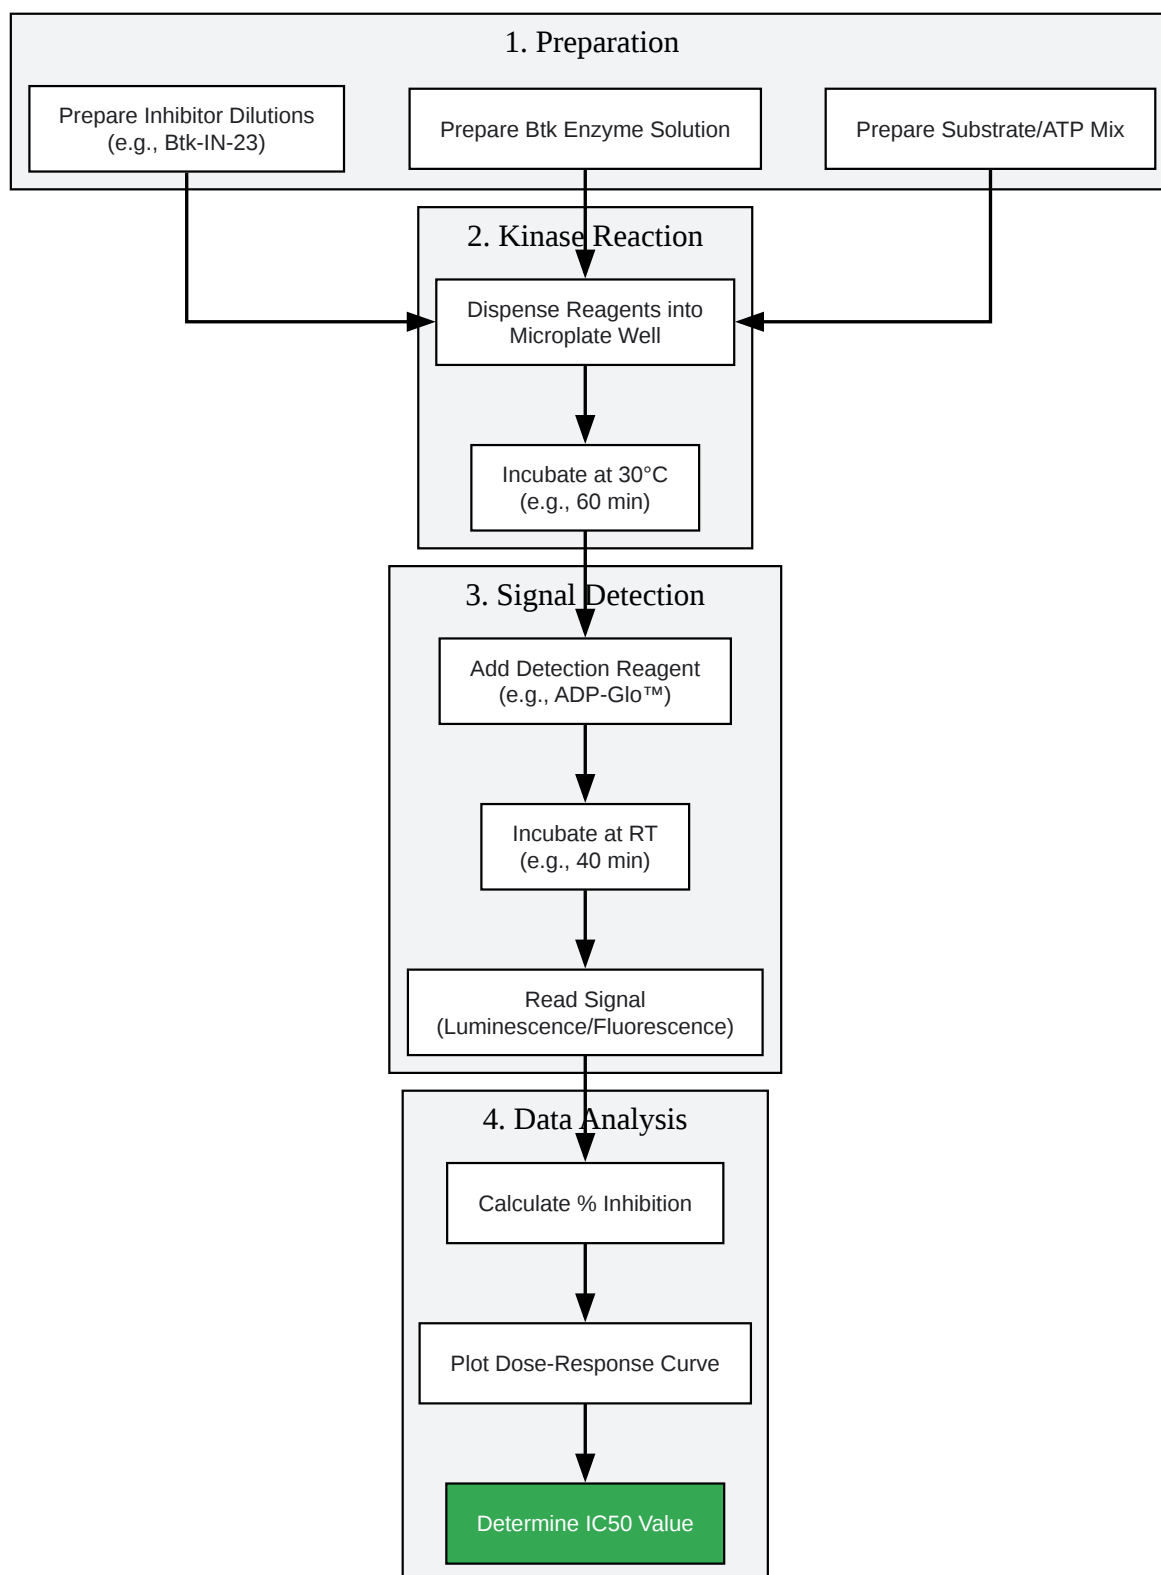 1. Preparation
Prepare Inhibitor Dilutions
(e.g., Btk-IN-23)
Prepare Btk Enzyme Solution
Prepare Substrate/ATP Mix
2. Kinase Reaction
Dispense Reagents into
Microplate Well
Incubate at 30°C
(e.g., 60 min)
3. Signal Detection
Add Detection Reagent
(e.g., ADP-Glo™)
Incubate at RT
(e.g., 40 min)
Read Signal
(Luminescence/Fluorescence)
4. Data Analysis
Calculate % Inhibition
Plot Dose-Response Curve
Determine IC50 Value